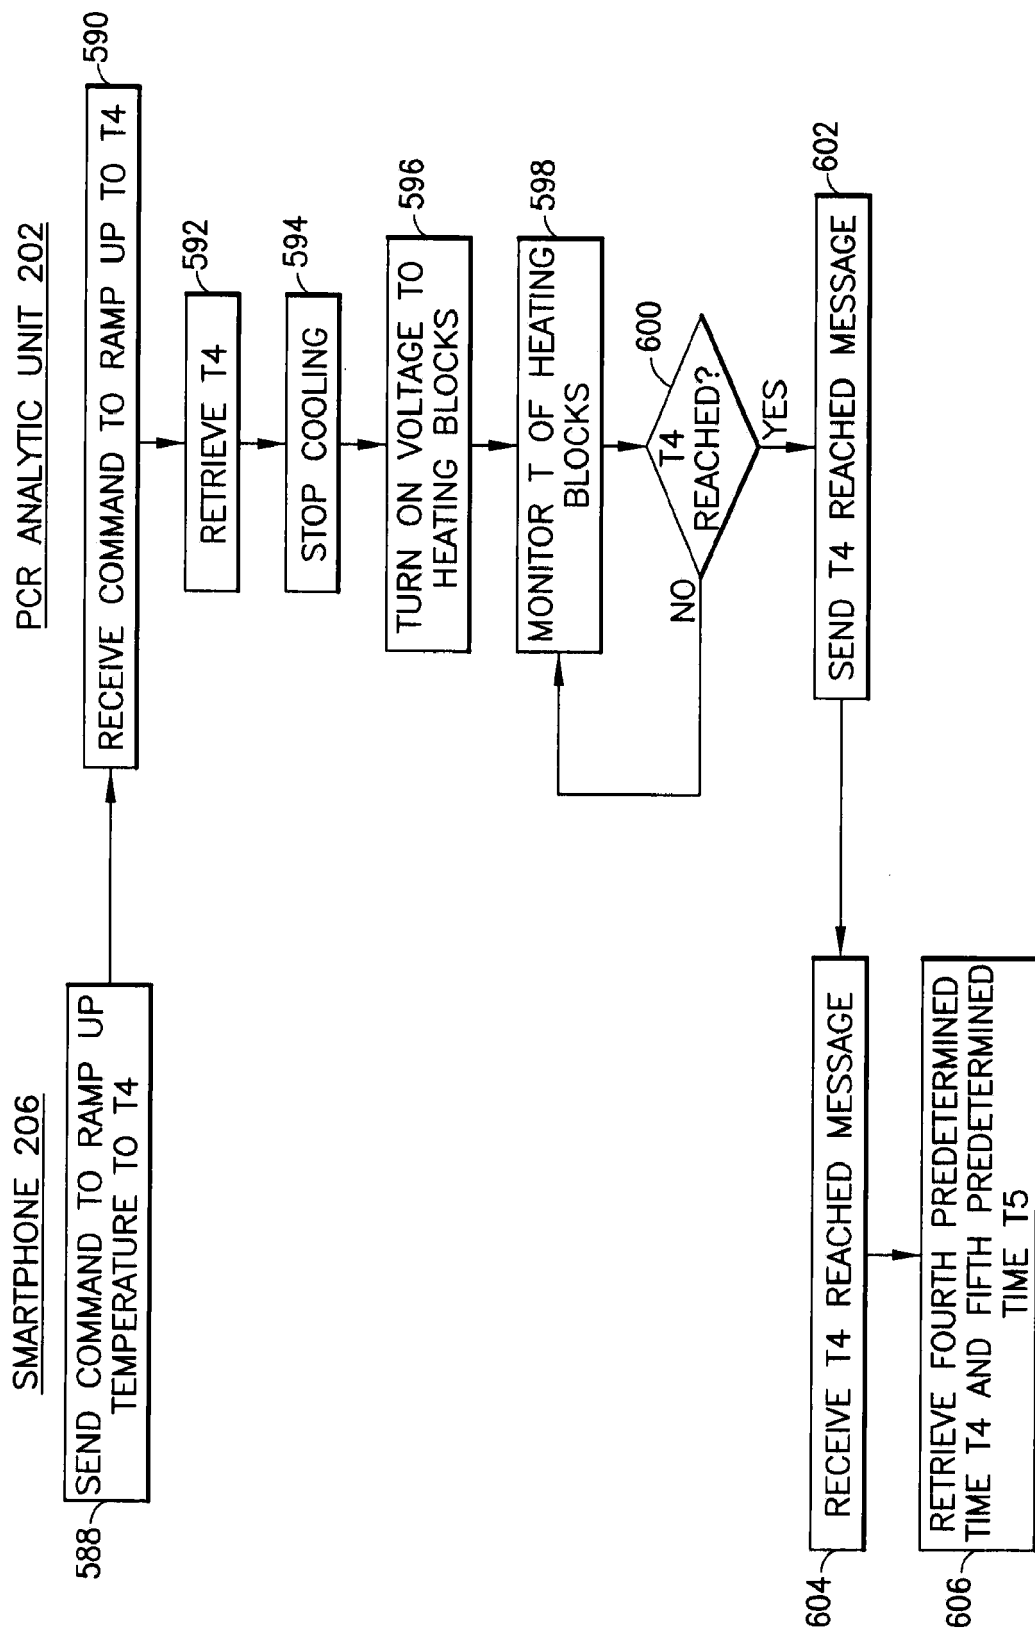 SMARTPHONE 206
PCR ANALYTIC UNIT 202
588
SEND COMMAND TO RAMP UP
TEMPERATURE TO T4
590
RECEIVE COMMAND TO RAMP UP TO T4
592
RETRIEVE T4
594
STOP COOLING
596
TURN ON VOLTAGE TO
HEATING BLOCKS
598
MONITOR T OF HEATING
BLOCKS
600
T4
REACHED?
NO
YES
602
SEND T4 REACHED MESSAGE
604
RECEIVE T4 REACHED MESSAGE
606
RETRIEVE FOURTH PREDETERMINED
TIME T4 AND FIFTH PREDETERMINED
TIME T5